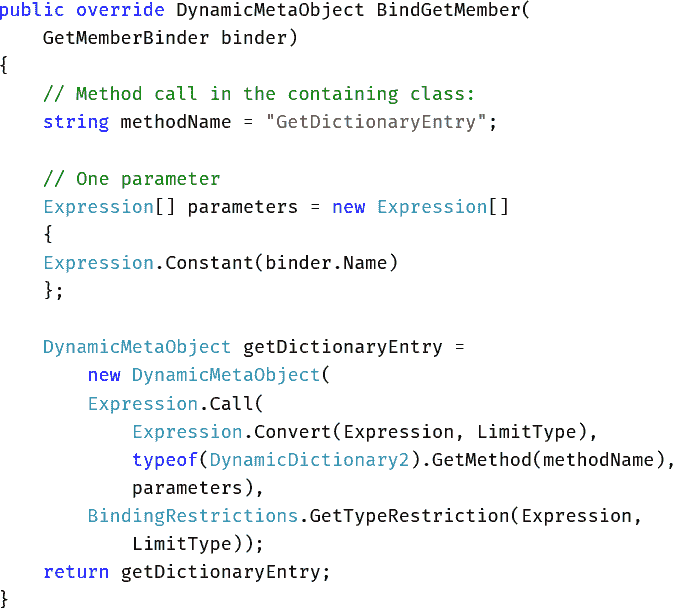 public override DynamicMetaObject BindGetMember(
    GetMemberBinder binder)
{
    // Method call in the containing class:
    string methodName = "GetDictionaryEntry";

    // One parameter
    Expression[] parameters = new Expression[]
    {
    Expression.Constant(binder.Name)
    };

    DynamicMetaObject getDictionaryEntry =
        new DynamicMetaObject(
        Expression.Call(
            Expression.Convert(Expression, LimitType),
            typeof(DynamicDictionary2).GetMethod(methodName),
            parameters),
        BindingRestrictions.GetTypeRestriction(Expression,
            LimitType));
    return getDictionaryEntry;
}